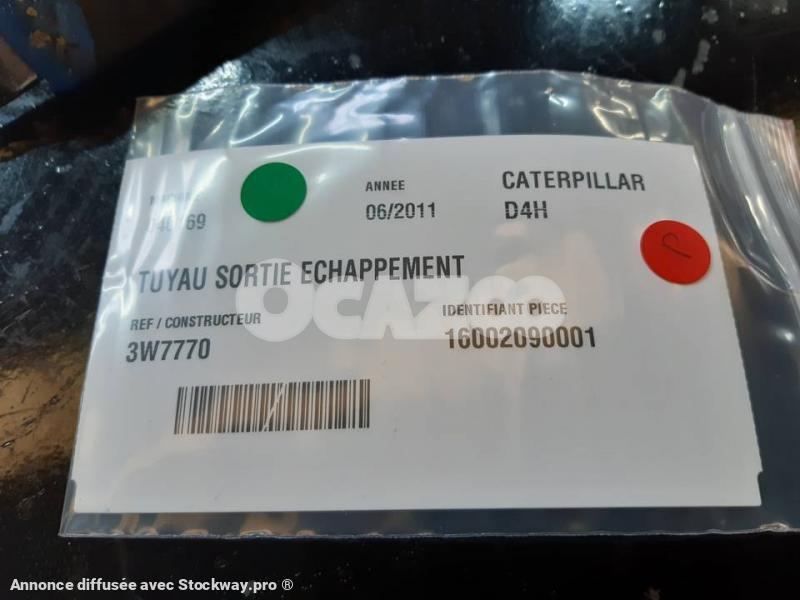 ANNEE
CATERPILLAR
06/2011
D4H
TUYAU SORTIE ECHAPPEMENT
OCAZOO
REF / CONSTRUCTEUR
IDENTIFIANT PIECE
3W7770
16002090001
Annonce diffusée avec Stockway.pro ®